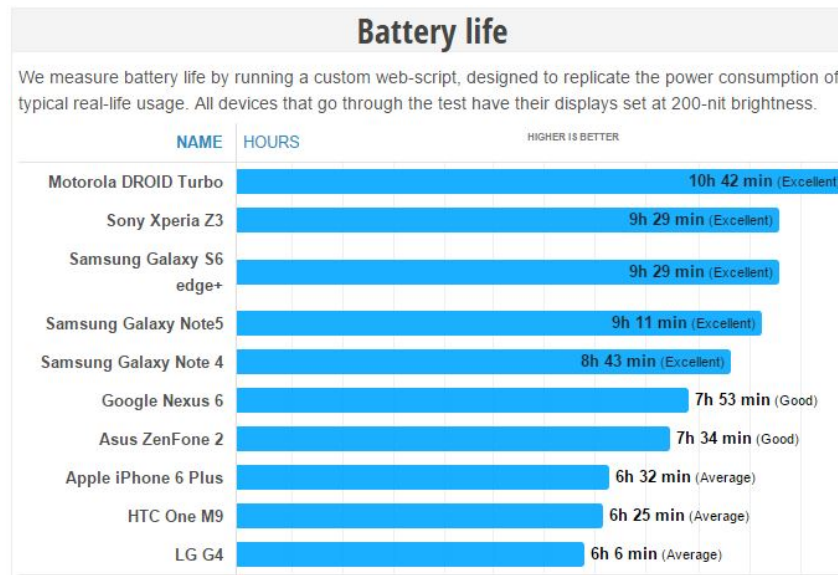 Battery life
We measure battery life by running a custom web-script, designed to replicate the power consumption of
typical real-life usage. All devices that go through the test have their displays set at 200-nit brightness.
NAME HOURS HIGHER IS BETTER
Motorola DROID Turbo 10h 42 min (Excellent
Sony Xperia Z3 9h 29 min (Excellent)
Samsung Galaxy S6
edge+ 9h 29 min (Excellent)
Samsung Galaxy Note5 9h 11 min (Excellent)
Samsung Galaxy Note 4 8h 43 min (Excellent)
Google Nexus 6 7h 53 min (Good)
Asus ZenFone 2 7h 34 min (Good)
Apple iPhone 6 Plus 6h 32 min (Average)
HTC One M9 6h 25 min (Average)
LG G4 6h 6 min (Average)